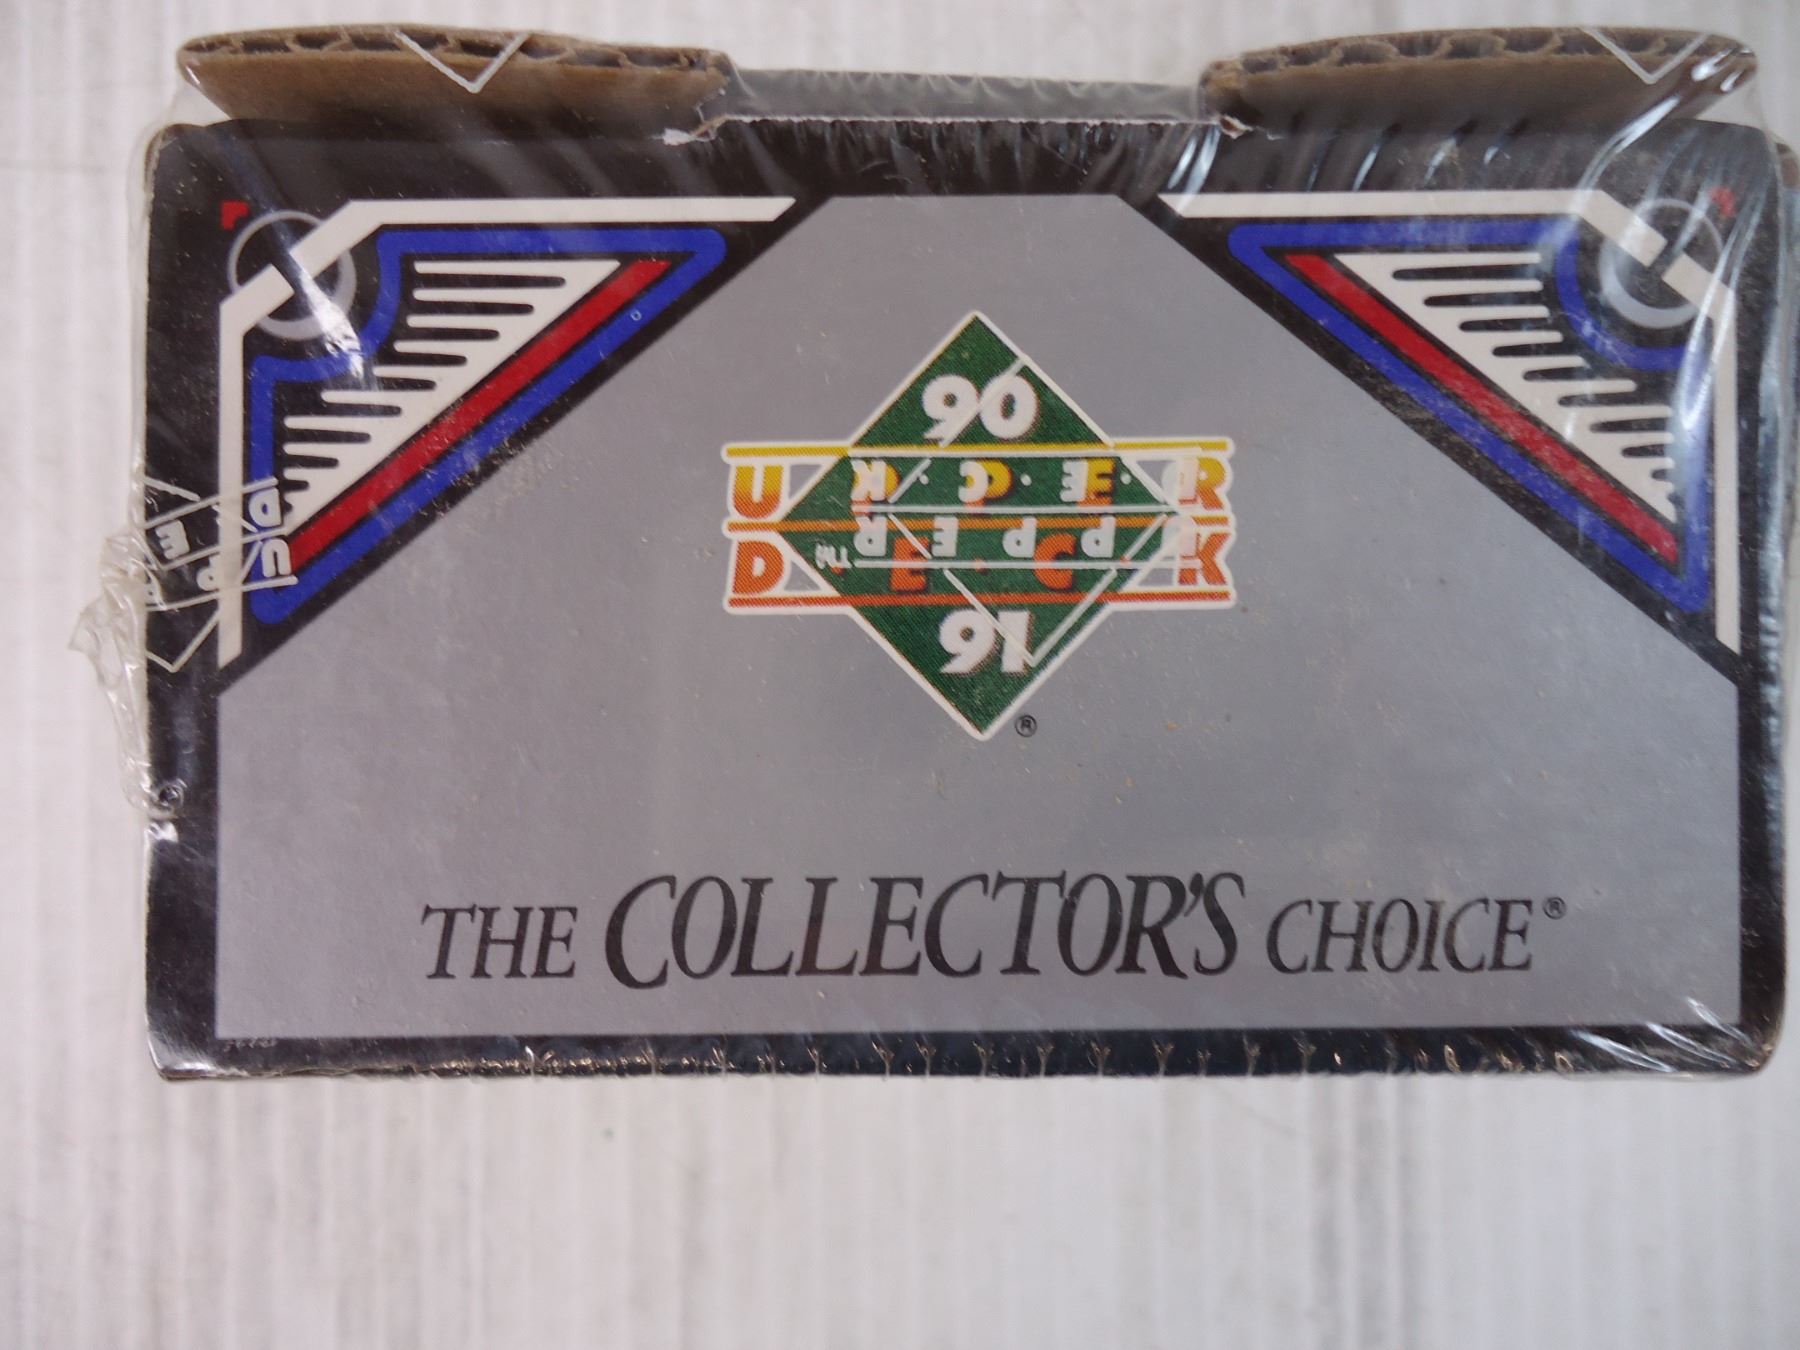 90
UPPER
DECK
91
®
THE COLLECTOR'S CHOICE®